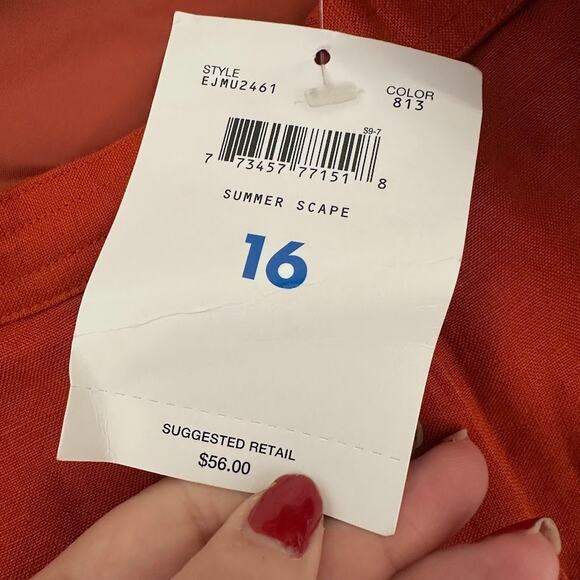 STYLE
EJMU2461
COLOR
813
S9-7
7 73457 77151 8
SUMMER SCAPE
16
SUGGESTED RETAIL
$56.00